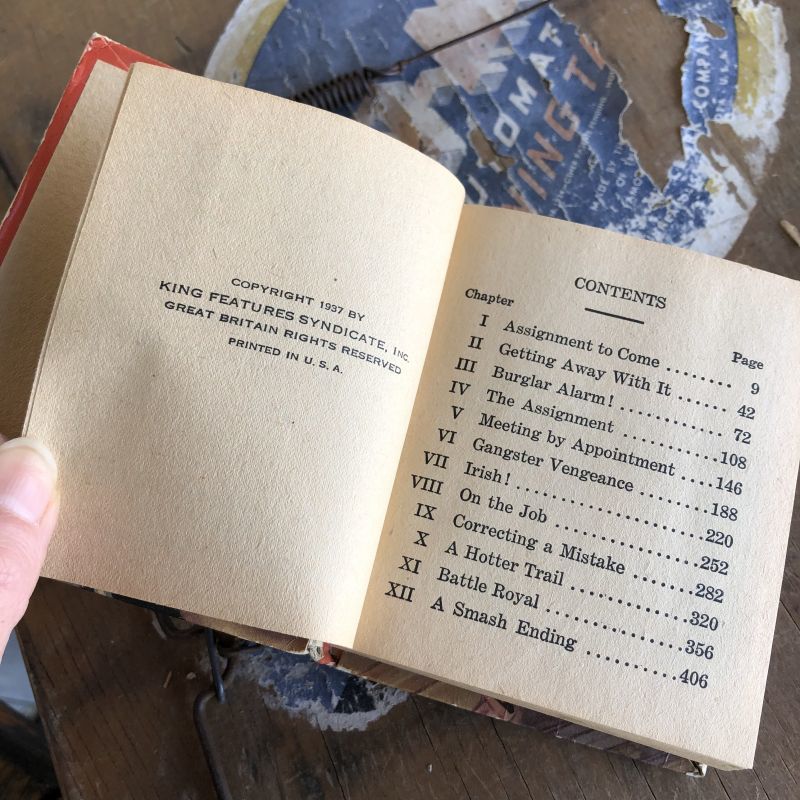 COPYRIGHT 1937 BY
KING FEATURES SYNDICATE, INC.
GREAT BRITAIN RIGHTS RESERVED
PRINTED IN U. S. A.
CONTENTS
Chapter Page
I Assignment to Come ........ 9
II Getting Away With It ...... 42
III Burglar Alarm! ............ 72
IV The Assignment ............108
V Meeting by Appointment ....146
VI Gangster Vengeance ........188
VII Irish! ....................220
VIII On the Job ................252
IX Correcting a Mistake .......282
X A Hotter Trail .............320
XI Battle Royal ..............356
XII A Smash Ending ...........406
COMPANY
U.S.A.
MADE BY